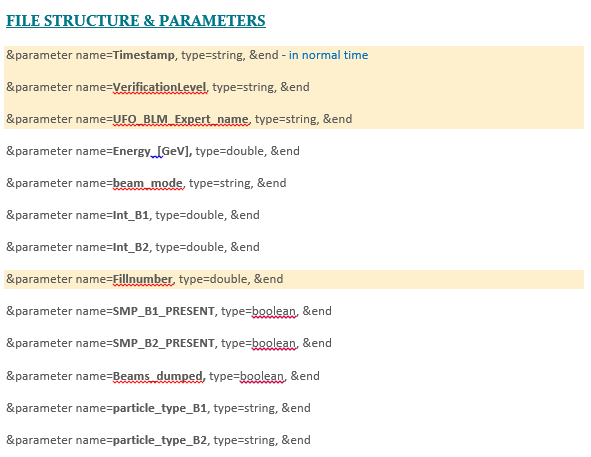 FILE STRUCTURE & PARAMETERS
&parameter name=Timestamp, type=string, &end - in normal time
&parameter name=VerificationLevel, type=string, &end
&parameter name=UFO_BLM_Expert_name, type=string, &end
&parameter name=Energy_[GeV], type=double, &end
&parameter name=beam_mode, type=string, &end
&parameter name=Int_B1, type=double, &end
&parameter name=Int_B2, type=double, &end
&parameter name=Fillnumber, type=double, &end
&parameter name=SMP_B1_PRESENT, type=boolean, &end
&parameter name=SMP_B2_PRESENT, type=boolean, &end
&parameter name=Beams_dumped, type=boolean, &end
&parameter name=particle_type_B1, type=string, &end
&parameter name=particle_type_B2, type=string, &end